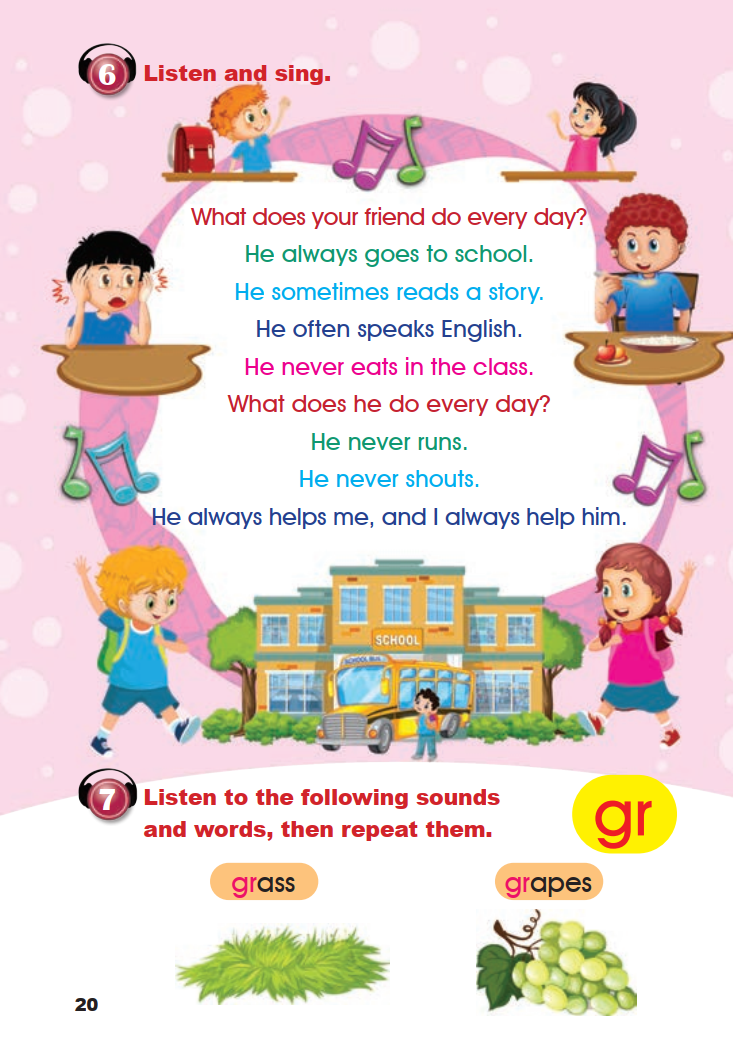 6 Listen and sing.
What does your friend do every day?
He always goes to school.
He sometimes reads a story.
He often speaks English.
He never eats in the class.
What does he do every day?
He never runs.
He never shouts.
He always helps me, and I always help him.
SCHOOL
SCHOOL BUS
7 Listen to the following sounds
and words, then repeat them.
gr
grass
grapes
20